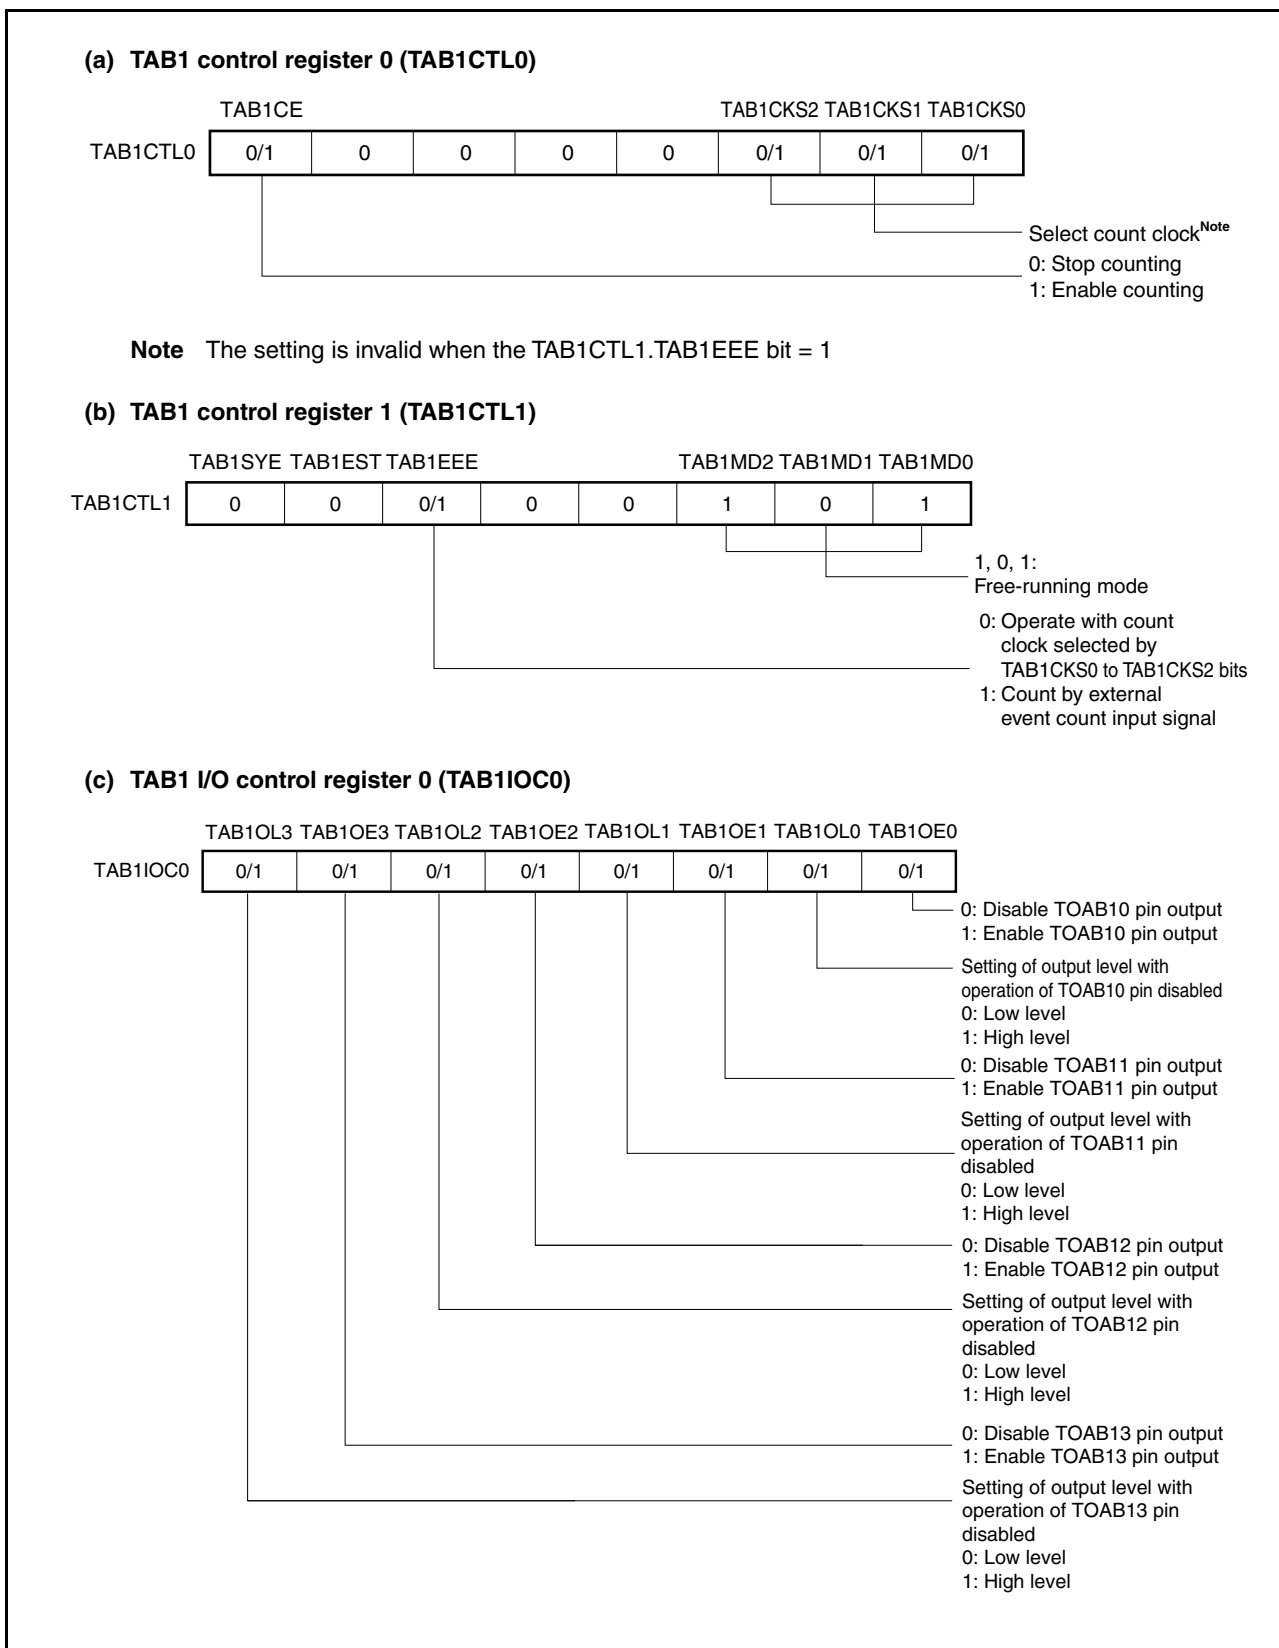 (a) TAB1 control register 0 (TAB1CTL0)
TAB1CE TAB1CKS2 TAB1CKS1 TAB1CKS0
TAB1CTL0 0/1 0 0 0 0 0/1 0/1 0/1
Select count clockNote
0: Stop counting
1: Enable counting
Note The setting is invalid when the TAB1CTL1.TAB1EEE bit = 1
(b) TAB1 control register 1 (TAB1CTL1)
TAB1SYE TAB1EST TAB1EEE TAB1MD2 TAB1MD1 TAB1MD0
TAB1CTL1 0 0 0/1 0 0 1 0 1
1, 0, 1:
Free-running mode
0: Operate with count
clock selected by
TAB1CKS0 to TAB1CKS2 bits
1: Count by external
event count input signal
(c) TAB1 I/O control register 0 (TAB1IOC0)
TAB1OL3 TAB1OE3 TAB1OL2 TAB1OE2 TAB1OL1 TAB1OE1 TAB1OL0 TAB1OE0
TAB1IOC0 0/1 0/1 0/1 0/1 0/1 0/1 0/1 0/1
0: Disable TOAB10 pin output
1: Enable TOAB10 pin output
Setting of output level with
operation of TOAB10 pin disabled
0: Low level
1: High level
0: Disable TOAB11 pin output
1: Enable TOAB11 pin output
Setting of output level with
operation of TOAB11 pin
disabled
0: Low level
1: High level
0: Disable TOAB12 pin output
1: Enable TOAB12 pin output
Setting of output level with
operation of TOAB12 pin
disabled
0: Low level
1: High level
0: Disable TOAB13 pin output
1: Enable TOAB13 pin output
Setting of output level with
operation of TOAB13 pin
disabled
0: Low level
1: High level